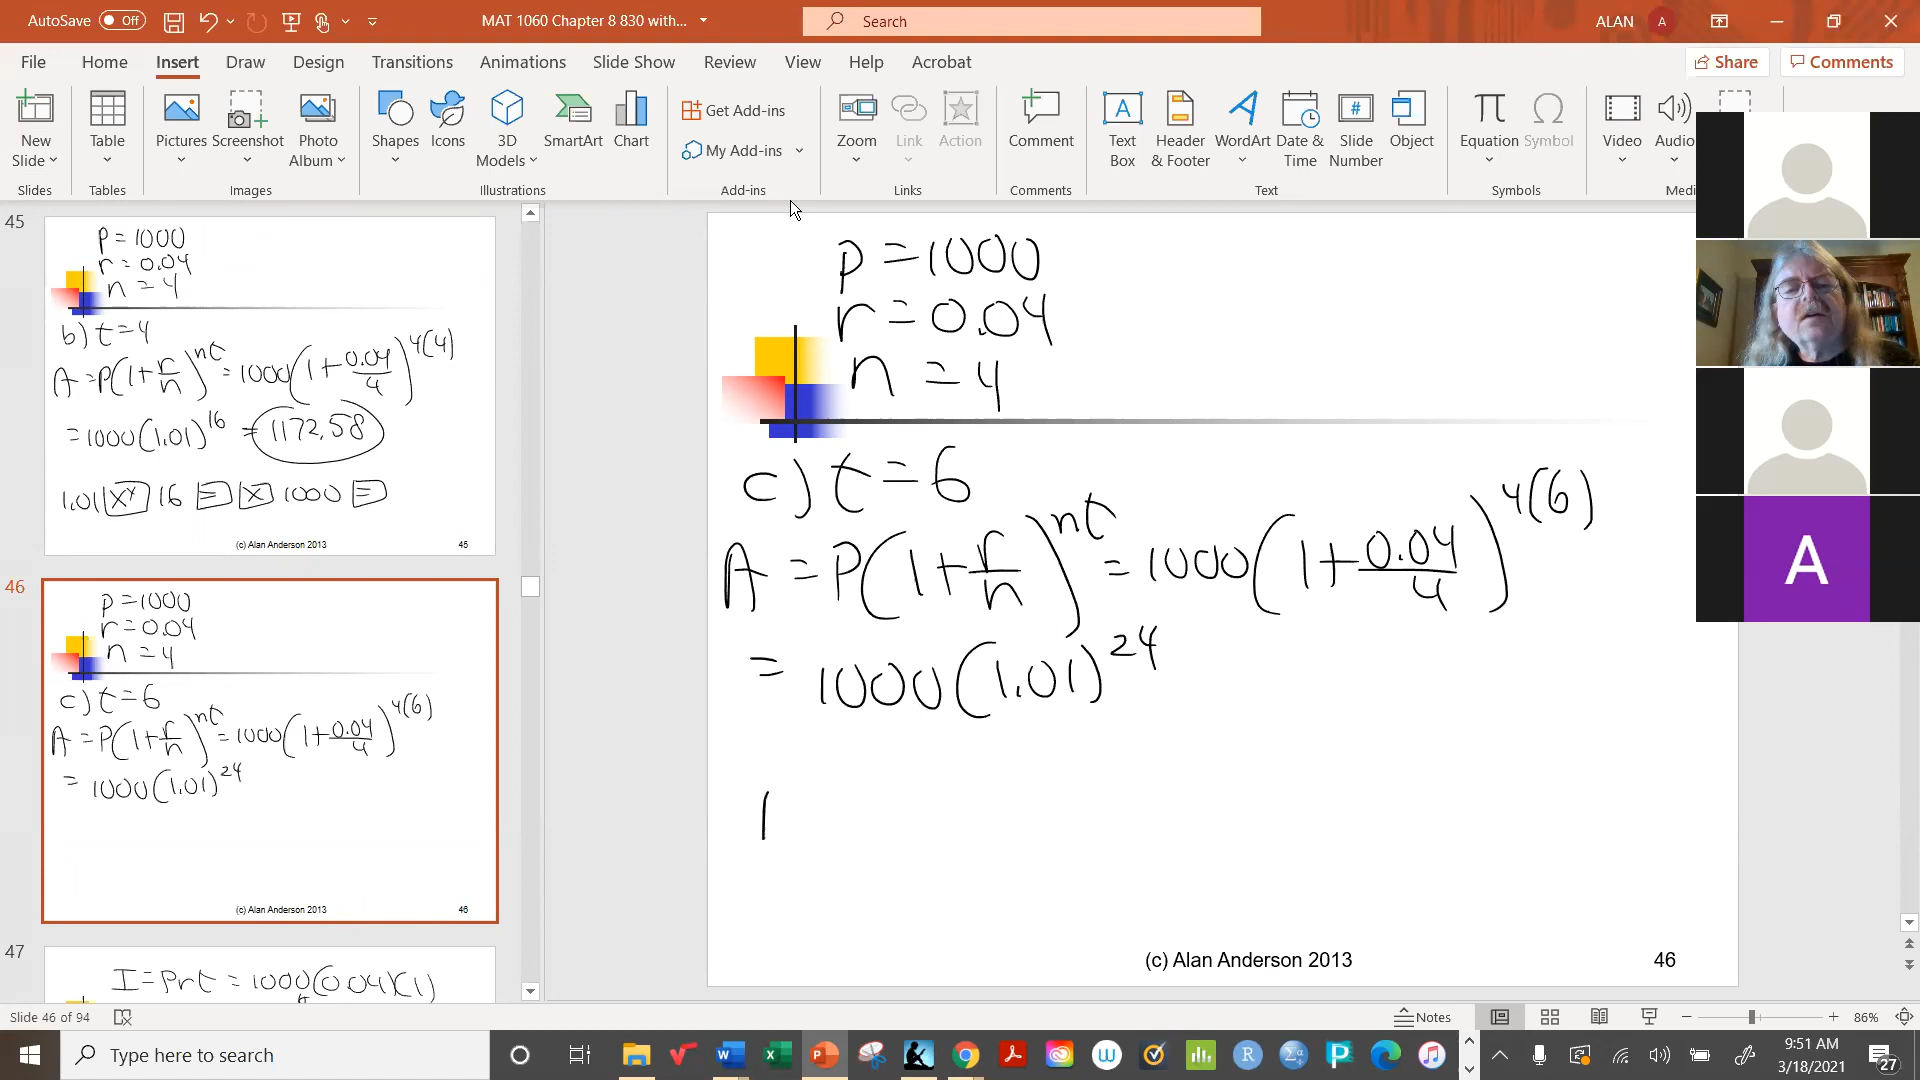 AutoSave Off
MAT 1060 Chapter 8 830 with...
Search
ALAN A
File Home Insert Draw Design Transitions Animations Slide Show Review View Help Acrobat Share Comments
New Slide
Table
Pictures
Screenshot
Photo Album
Shapes
Icons
3D Models
SmartArt
Chart
Get Add-ins
My Add-ins
Zoom
Link
Action
Comment
Text Box
Header & Footer
WordArt
Date & Time
Slide Number
Object
Equation
Symbol
Video
Audio
Slides Tables Images Illustrations Add-ins Links Comments Text Symbols Medi
45
P = 1000
r = 0.04
n = 4
b) t = 4
A = P(1+r/n)^nt = 1000(1+0.04/4)^4(4)
= 1000(1.01)^16 = 1172.58
1.01 x^y 16 = x 1000 =
(c) Alan Anderson 2013 45
46
P = 1000
r = 0.04
n = 4
c) t = 6
A = P(1+r/n)^nt = 1000(1+0.04/4)^4(6)
= 1000(1.01)^24
(c) Alan Anderson 2013 46
47
I = Prt = 1000(0.04)(1)
P = 1000
r = 0.04
n = 4
c) t = 6
A = P(1+r/n)^nt = 1000(1+0.04/4)^4(6)
= 1000(1.01)^24
1
(c) Alan Anderson 2013 46
A
Slide 46 of 94
Notes
86%
Type here to search
9:51 AM
3/18/2021
27